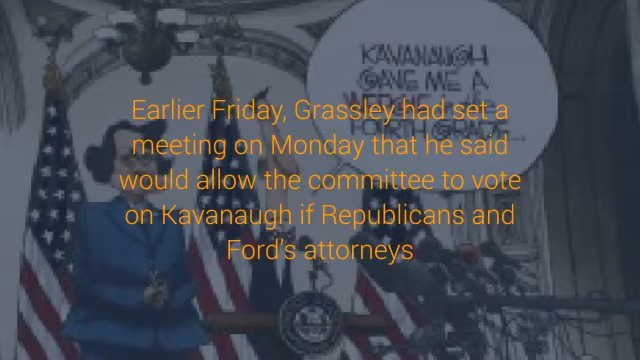 KAVANAUGH
GAVE ME A
Earlier Friday, Grassley had set a
meeting on Monday that he said
would allow the committee to vote
on Kavanaugh if Republicans and
Ford's attorneys